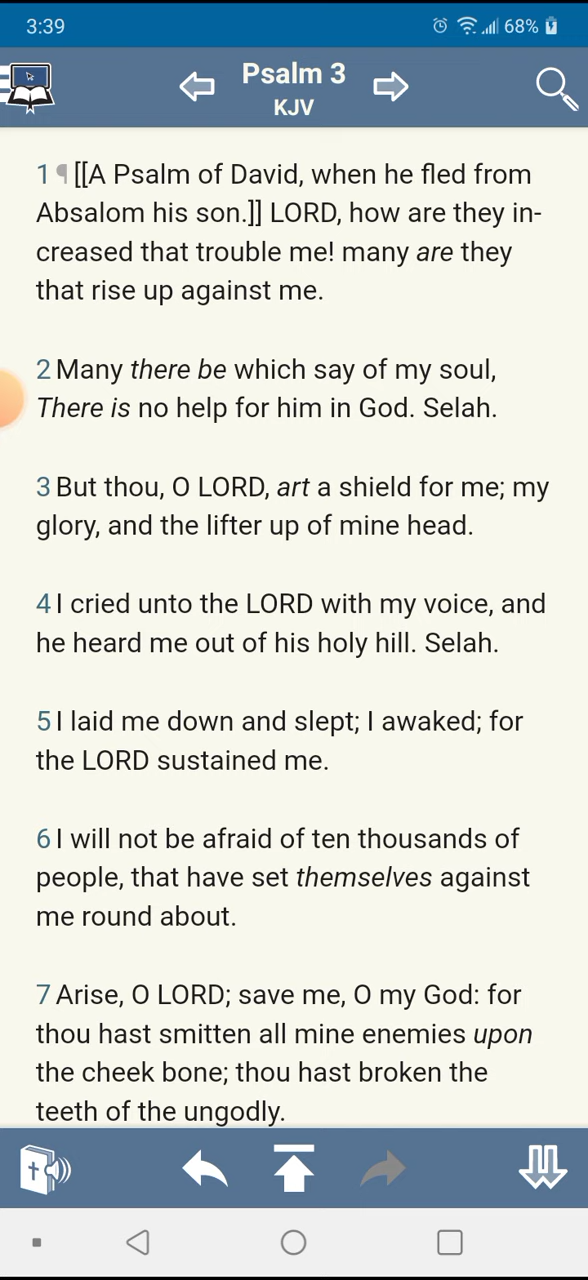 3:39
68%
Psalm 3
KJV
1 ¶ [[A Psalm of David, when he fled from
Absalom his son.]] LORD, how are they in-
creased that trouble me! many are they
that rise up against me.
2 Many there be which say of my soul,
There is no help for him in God. Selah.
3 But thou, O LORD, art a shield for me; my
glory, and the lifter up of mine head.
4 I cried unto the LORD with my voice, and
he heard me out of his holy hill. Selah.
5 I laid me down and slept; I awaked; for
the LORD sustained me.
6 I will not be afraid of ten thousands of
people, that have set themselves against
me round about.
7 Arise, O LORD; save me, O my God: for
thou hast smitten all mine enemies upon
the cheek bone; thou hast broken the
teeth of the ungodly.